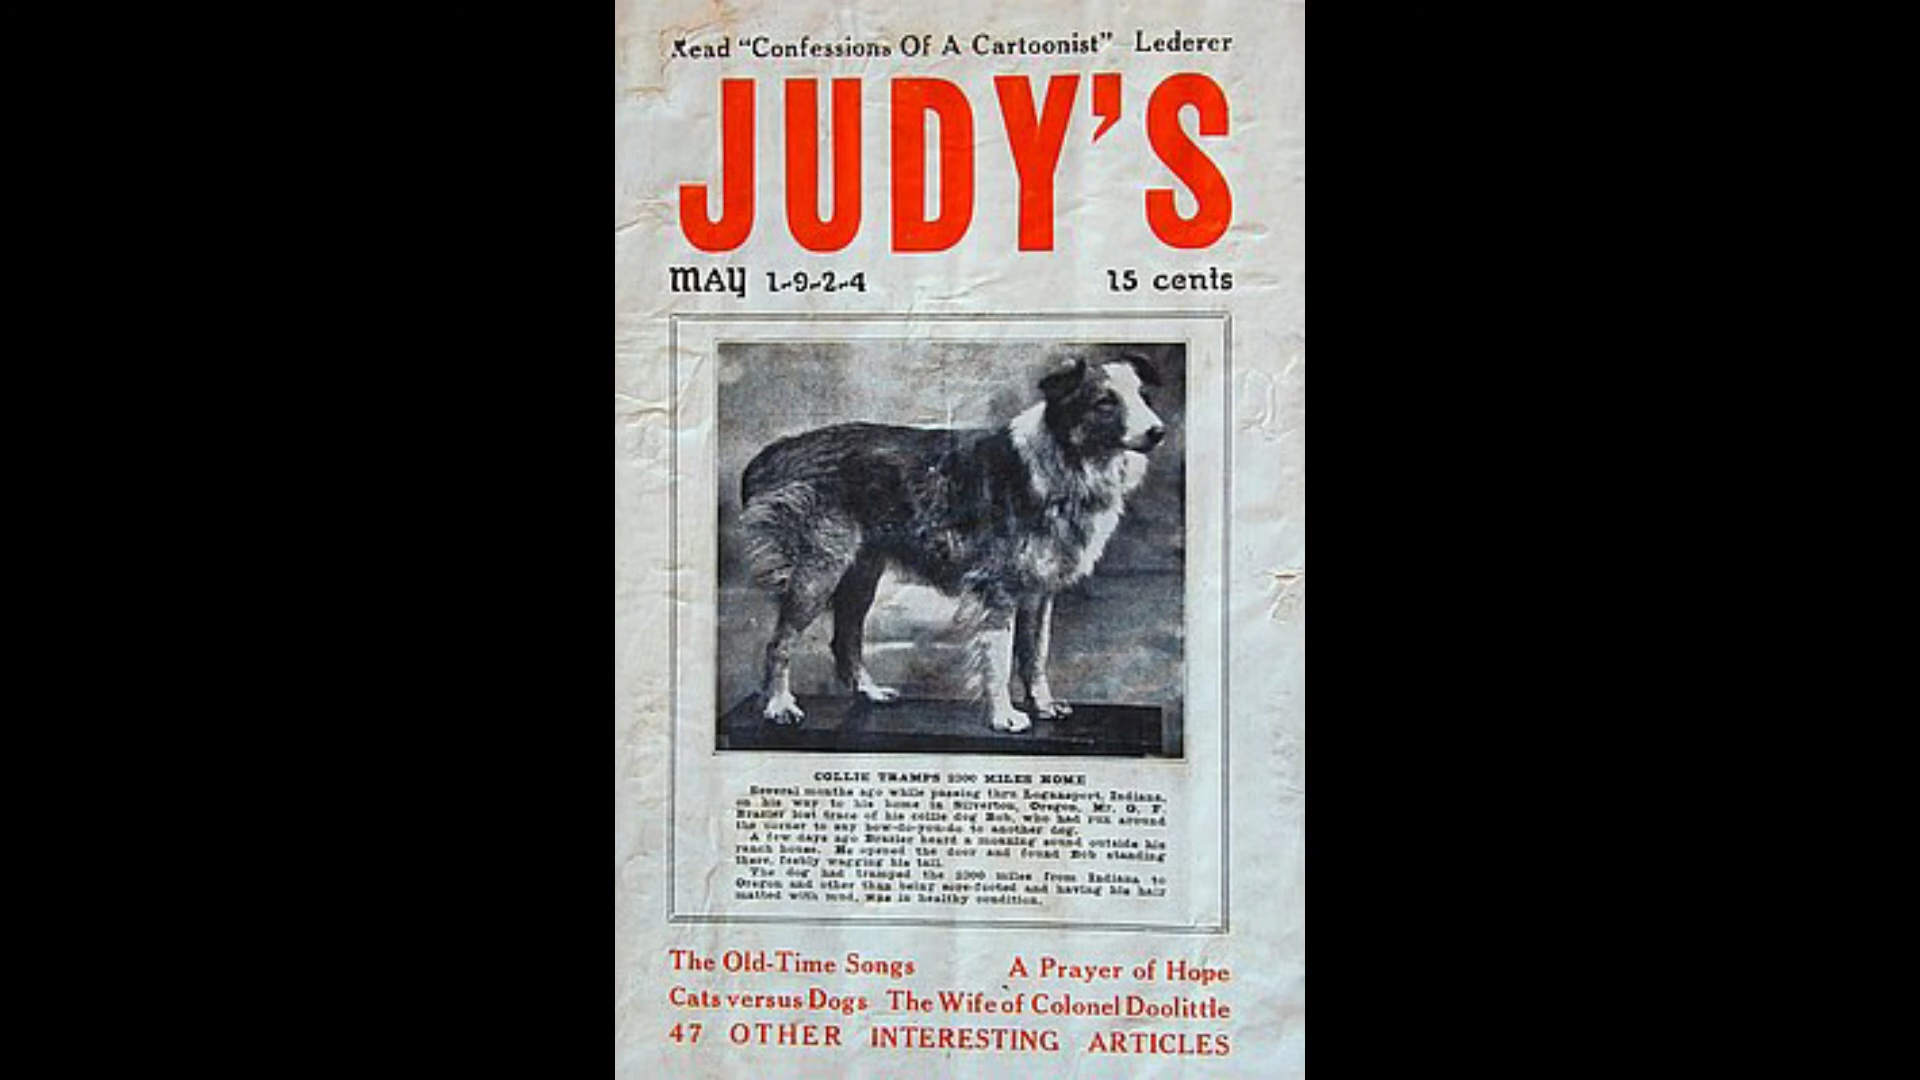 Read "Confessions Of A Cartoonist" Lederer
JUDY'S
MAY 1-9-2-4 15 cents
COLLIE TRAMPS 2300 MILES HOME
Several months ago while passing thru Logansport, Indiana,
on his way to his home in Silverton, Oregon, Mr. G. F.
Brazier lost trace of his collie dog Bob, who had run around
the corner to say how-do-you-do to another dog.
A few days ago Brazier heard a moaning sound outside his
ranch house. He opened the door and found Bob standing
there, feebly wagging his tail.
The dog had tramped the 2300 miles from Indiana to
Oregon and other than being sore-footed and having his hair
matted with mud, was in healthy condition.
The Old-Time Songs A Prayer of Hope
Cats versus Dogs The Wife of Colonel Doolittle
47 OTHER INTERESTING ARTICLES